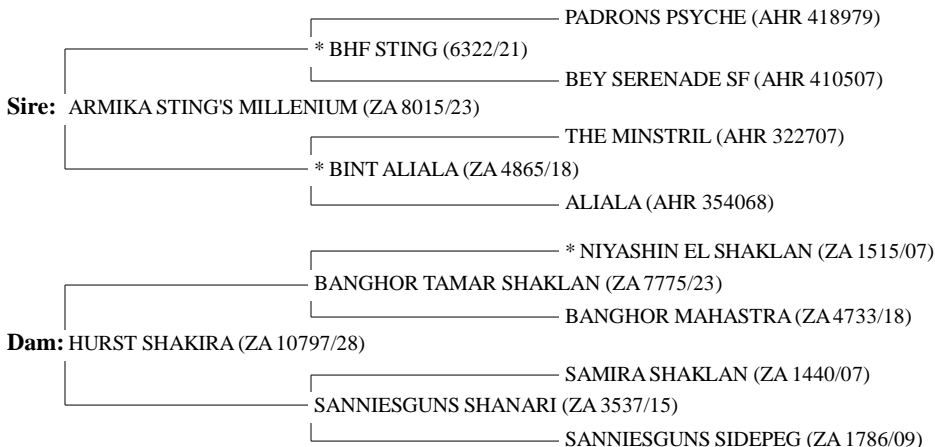 PADRONS PSYCHE (AHR 418979)
* BHF STING (6322/21)
BEY SERENADE SF (AHR 410507)
Sire: ARMIKA STING'S MILLENIUM (ZA 8015/23)
THE MINSTRIL (AHR 322707)
* BINT ALIALA (ZA 4865/18)
ALIALA (AHR 354068)
* NIYASHIN EL SHAKLAN (ZA 1515/07)
BANGHOR TAMAR SHAKLAN (ZA 7775/23)
BANGHOR MAHASTRA (ZA 4733/18)
Dam: HURST SHAKIRA (ZA 10797/28)
SAMIRA SHAKLAN (ZA 1440/07)
SANNIESGUNS SHANARI (ZA 3537/15)
SANNIESGUNS SIDEPEG (ZA 1786/09)